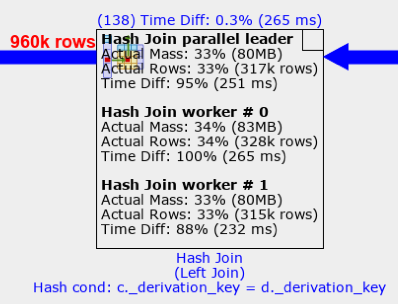 (138) Time Diff: 0.3% (265 ms)
960k rows
Hash Join parallel leader
Actual Mass: 33% (80MB)
Actual Rows: 33% (317k rows)
Time Diff: 95% (251 ms)
Hash Join worker # 0
Actual Mass: 34% (83MB)
Actual Rows: 34% (328k rows)
Time Diff: 100% (265 ms)
Hash Join worker # 1
Actual Mass: 33% (80MB)
Actual Rows: 33% (315k rows)
Time Diff: 88% (232 ms)
Hash Join
(Left Join)
Hash cond: c._derivation_key = d._derivation_key